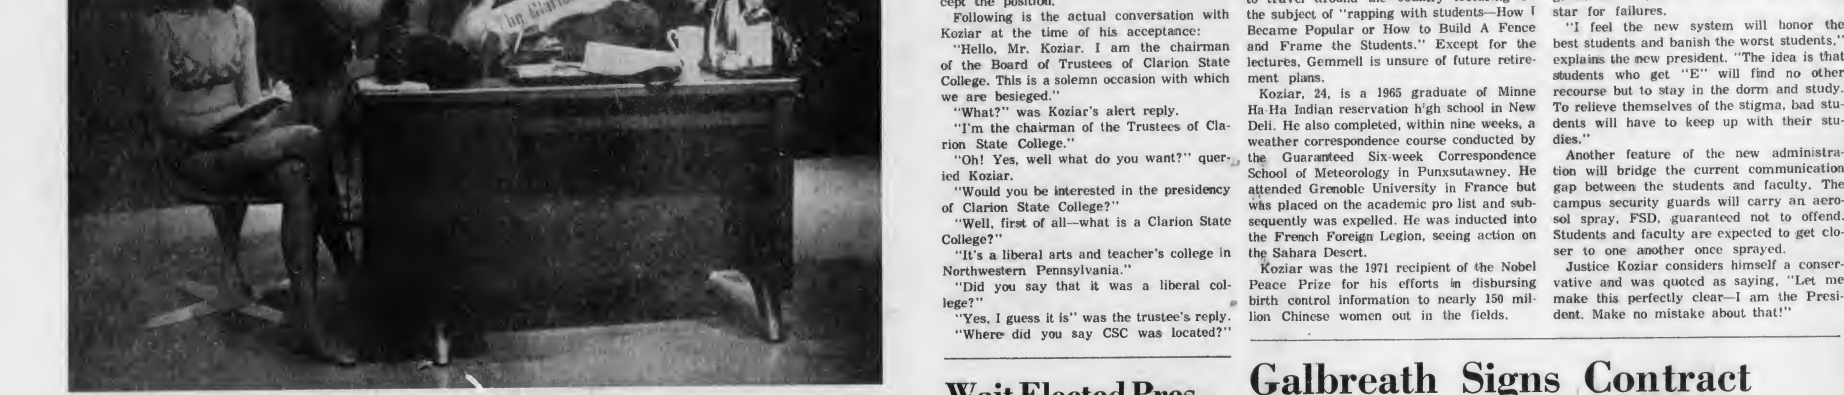 The Clarion
cept the position.
Following is the actual conversation with
Koziar at the time of his acceptance:
"Hello, Mr. Koziar. I am the chairman
of the Board of Trustees of Clarion State
College. This is a solemn occasion with which
we are besieged."
"What?" was Koziar's alert reply.
"I'm the chairman of the Trustees of Cla-
rion State College."
"Oh! Yes, well what do you want?" quer-
ied Koziar.
"Would you be interested in the presidency
of Clarion State College?"
"Well, first of all—what is a Clarion State
College?"
"It's a liberal arts and teacher's college in
Northwestern Pennsylvania."
"Did you say that it was a liberal col-
lege?"
"Yes, I guess it is" was the trustee's reply.
"Where did you say CSC was located?"
Wait Elected Pres
the subject of "rapping with students—How I
Became Popular or How to Build A Fence
and Frame the Students." Except for the
lectures, Gemmell is unsure of future retire-
ment plans.
Koziar, 24, is a 1965 graduate of Minne
Ha-Ha Indian reservation h'gh school in New
Deli. He also completed, within nine weeks, a
weather correspondence course conducted by
the Guaranteed Six-week Correspondence
School of Meteorology in Punxsutawney. He
attended Grenoble University in France but
was placed on the academic pro list and sub-
sequently was expelled. He was inducted into
the French Foreign Legion, seeing action on
the Sahara Desert.
Koziar was the 1971 recipient of the Nobel
Peace Prize for his efforts in disbursing
birth control information to nearly 150 mil-
lion Chinese women out in the fields.
star for failures.
"I feel the new system will honor the
best students and banish the worst students,"
explains the new president. "The idea is that
students who get "E" will find no other
recourse but to stay in the dorm and study.
To relieve themselves of the stigma, bad stu-
dents will have to keep up with their stu-
dies."
Another feature of the new administra-
tion will bridge the current communication
gap between the students and faculty. The
campus security guards will carry an aero-
sol spray, FSD, guaranteed not to offend.
Students and faculty are expected to get clo-
ser to one another once sprayed.
Justice Koziar considers himself a conser-
vative and was quoted as saying, "Let me
make this perfectly clear—I am the Presi-
dent. Make no mistake about that!"
Galbreath Signs Contract